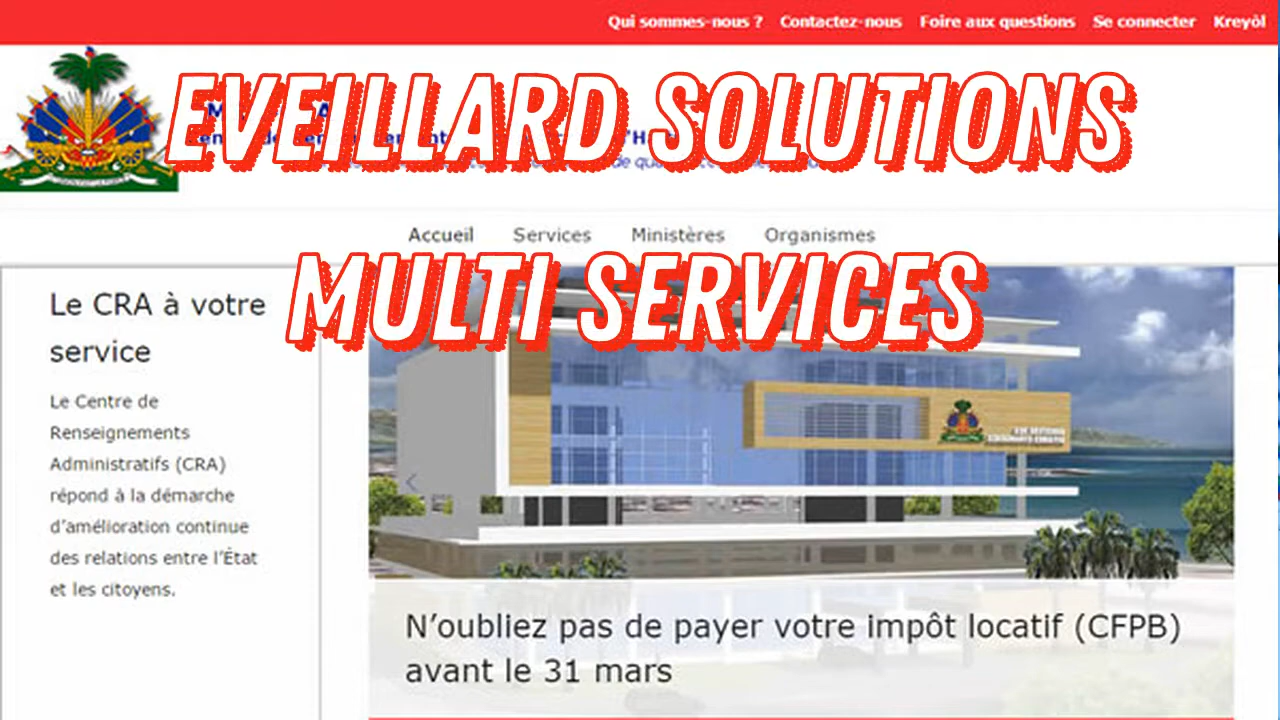 Qui sommes-nous ? Contactez-nous Foire aux questions Se connecter Kreyòl
EVEILLARD SOLUTIONS
Accueil Services Ministères Organismes
MULTI SERVICES
Le CRA à votre
service
Le Centre de
Renseignements
Administratifs (CRA)
répond à la démarche
d'amélioration continue
des relations entre l'État
et les citoyens.
N'oubliez pas de payer votre impôt locatif (CFPB)
avant le 31 mars